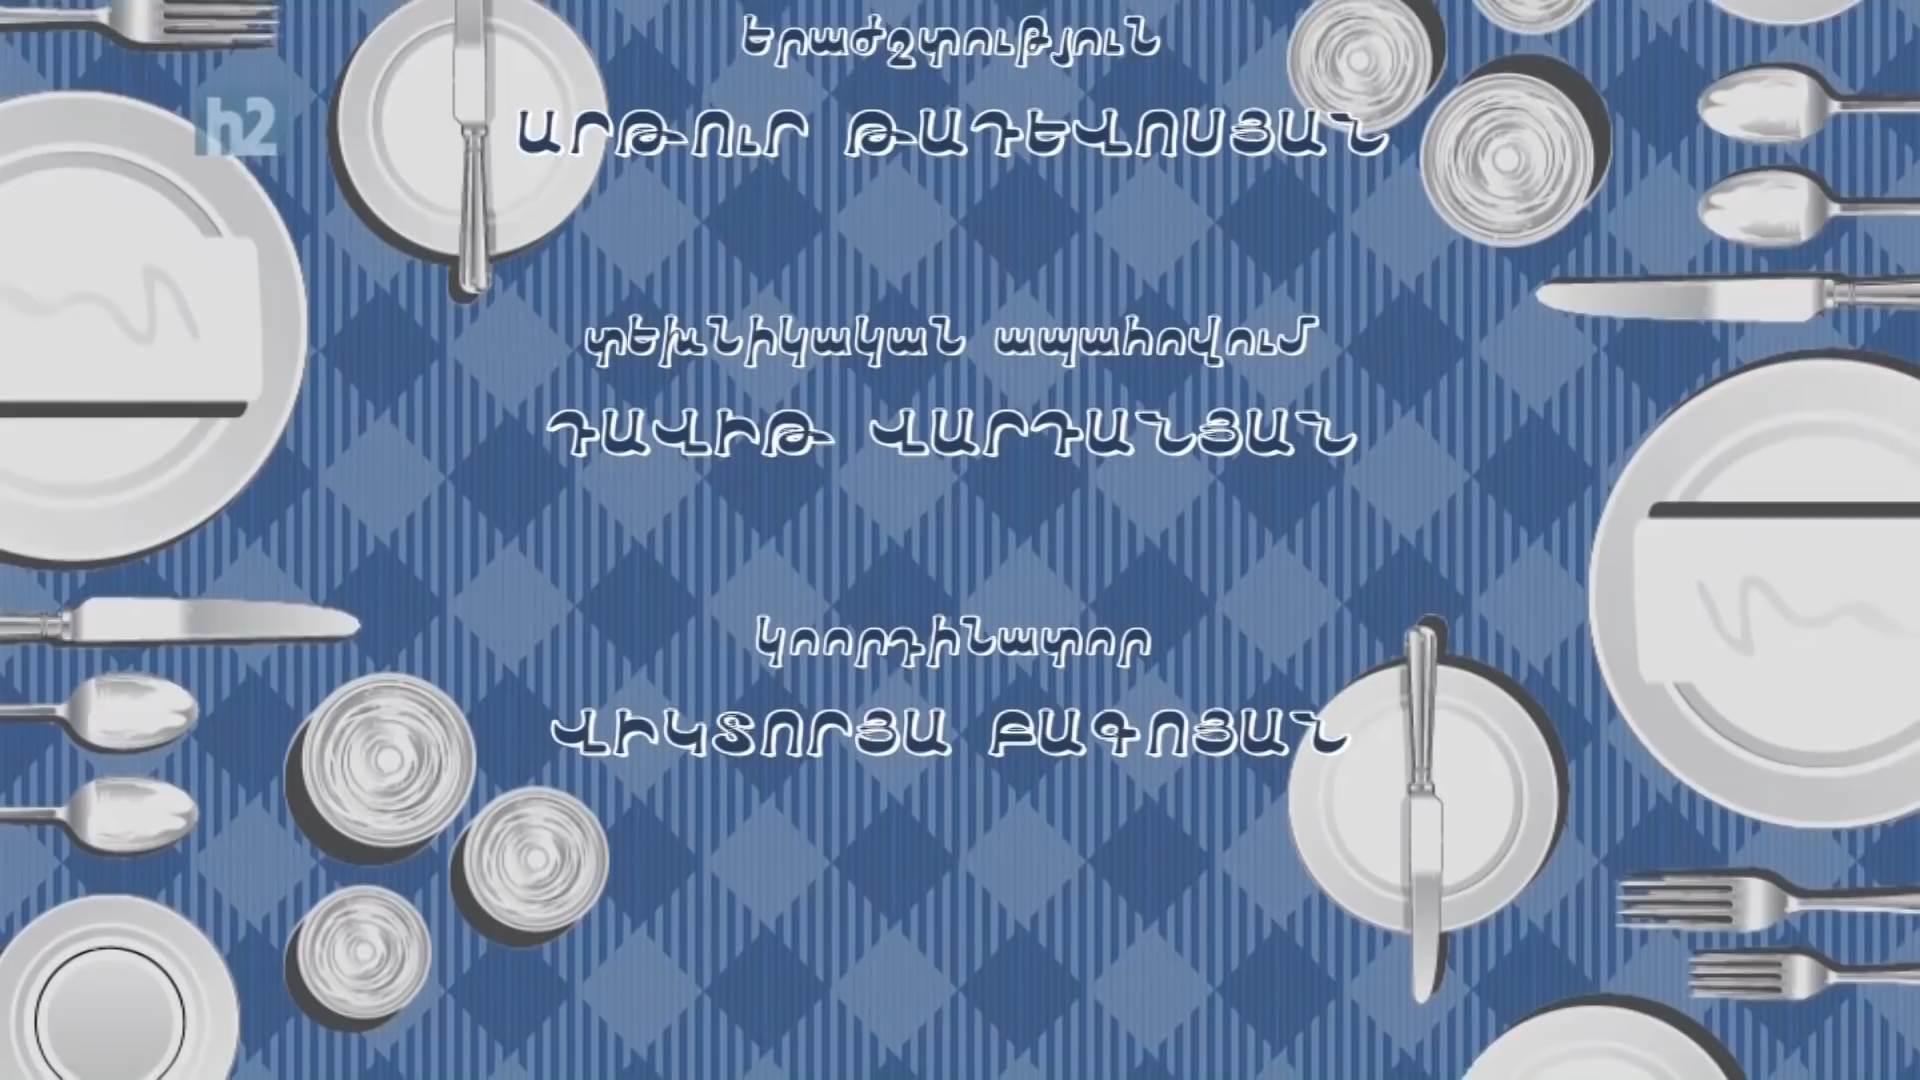 երաժշտություն
h2
ԱՐԹՈւՐ ԹԱԴԵՎՈՍՅԱՆ
տեխնիկական ապահովում
ԴԱՎԻԹ ՎԱՐԴԱՆՅԱՆ
կոորդինատոր
ՎԻԿՏՈՐՅԱ ԲԱԳՈՅԱՆ